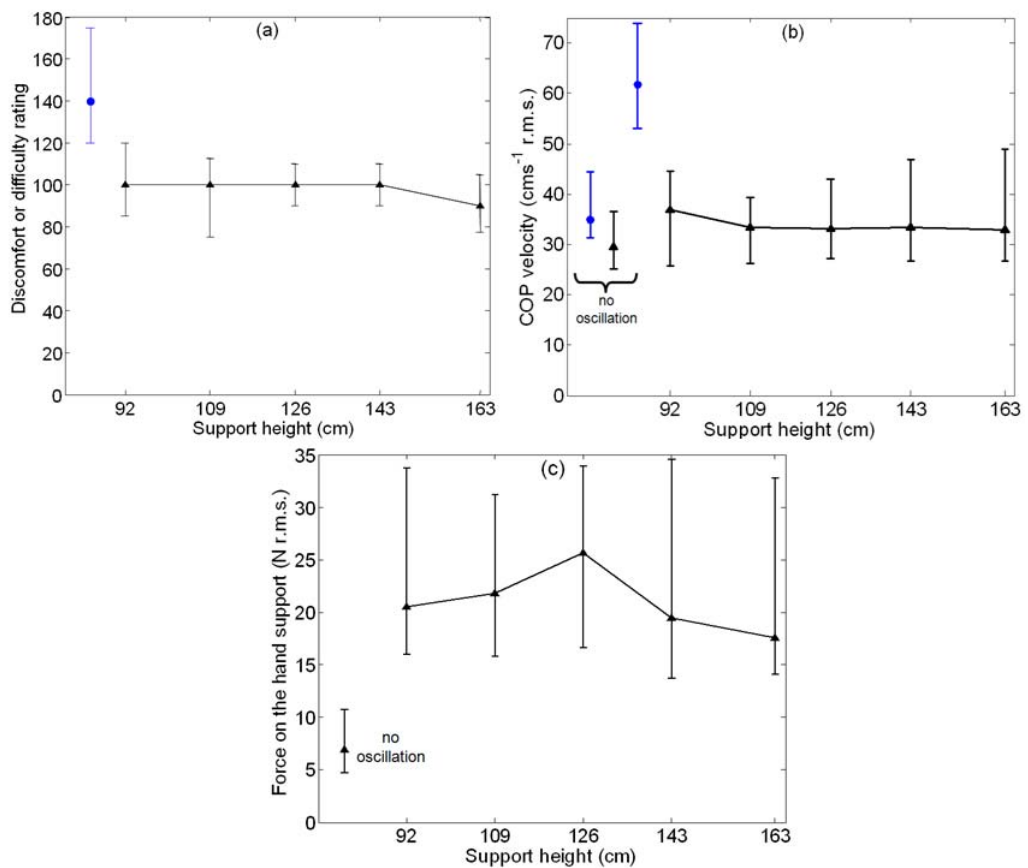 (a)
180
160
140
120
100
80
60
40
20
0
Discomfort or difficulty rating
92 109 126 143 163
Support height (cm)
(b)
70
60
50
40
30
20
10
0
COP velocity (cms⁻¹ r.m.s.)
no
oscillation
92 109 126 143 163
Support height (cm)
(c)
35
30
25
20
15
10
5
0
Force on the hand support (N r.m.s.)
no
oscillation
92 109 126 143 163
Support height (cm)